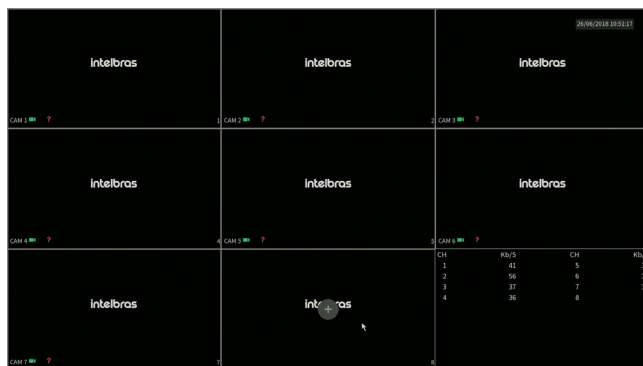 26/06/2018 10:51:17
intelbras
intelbras
intelbras
CAM 1 ? 1
CAM 2 ? 2
CAM 3 ?
intelbras
intelbras
intelbras
CAM 4 ? 4
CAM 5 ? 5
CAM 6 ?
intelbras
intelbras
CH Kb/S CH Kb/
1 41 5
2 56 6
3 37 7
4 36 8
CAM 7 ? 7
8